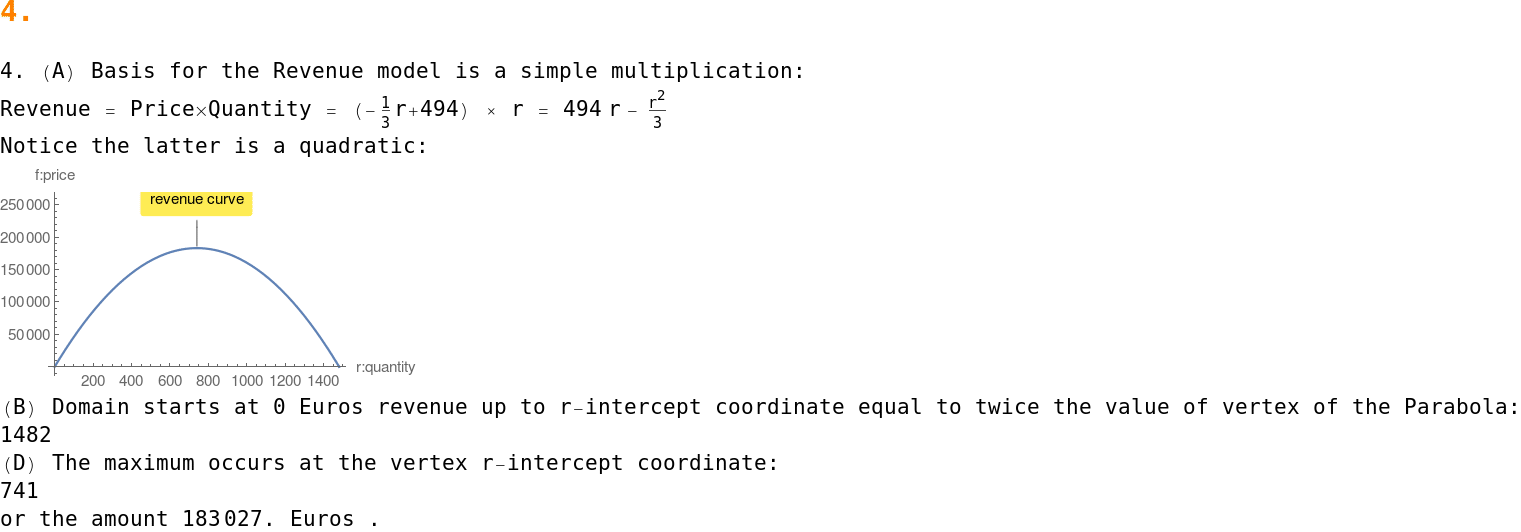 4.
4. (A) Basis for the Revenue model is a simple multiplication:
Revenue = Price×Quantity = (-1/3 r+494) × r = 494 r - r²/3
Notice the latter is a quadratic:
f:price
revenue curve
250 000
200 000
150 000
100 000
50 000
r:quantity
200 400 600 800 1000 1200 1400
(B) Domain starts at 0 Euros revenue up to r-intercept coordinate equal to twice the value of vertex of the Parabola:
1482
(D) The maximum occurs at the vertex r-intercept coordinate:
741
or the amount 183 027. Euros .